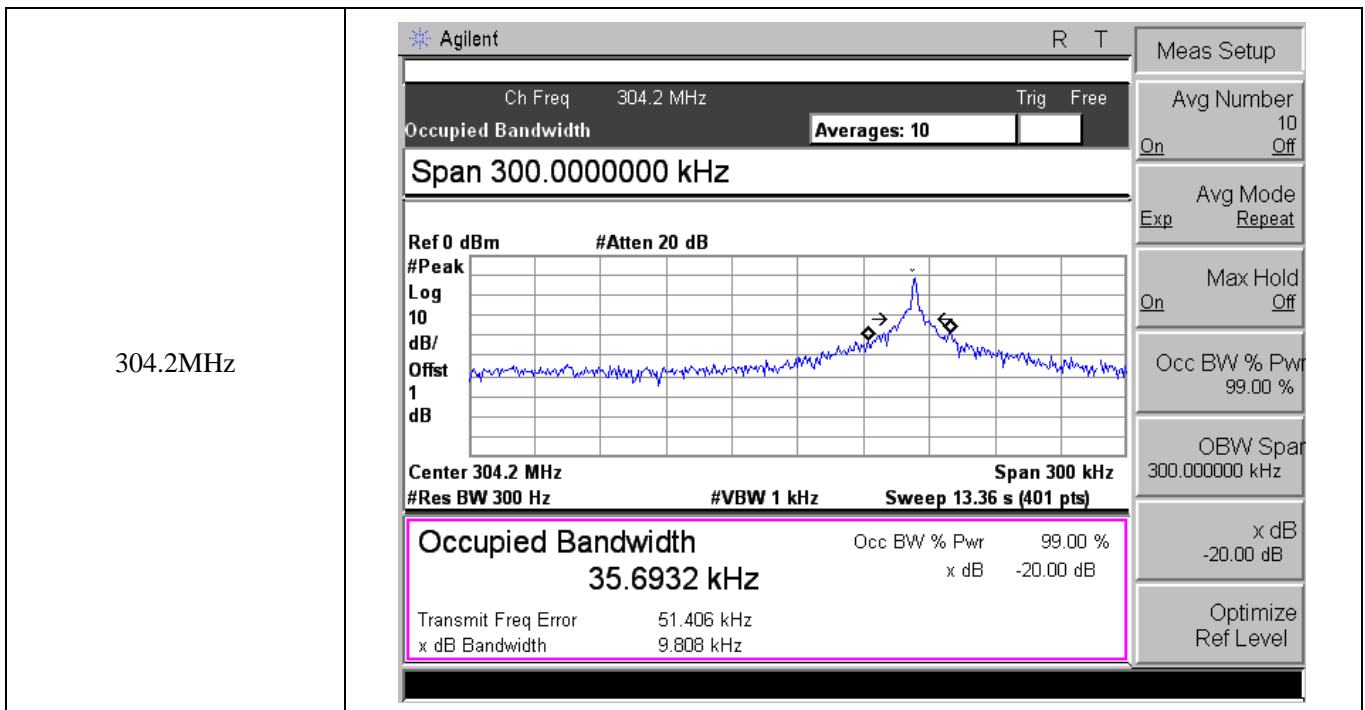 304.2MHz
Agilent R T
Ch Freq 304.2 MHz Trig Free
Occupied Bandwidth Averages: 10
Span 300.0000000 kHz
Ref 0 dBm #Atten 20 dB
#Peak
Log
10
dB/
Offst
1
dB
Center 304.2 MHz Span 300 kHz
#Res BW 300 Hz #VBW 1 kHz Sweep 13.36 s (401 pts)
Occupied Bandwidth Occ BW % Pwr 99.00 %
35.6932 kHz x dB -20.00 dB
Transmit Freq Error 51.406 kHz
x dB Bandwidth 9.808 kHz
Meas Setup
Avg Number
10
On Off
Avg Mode
Exp Repeat
Max Hold
On Off
Occ BW % Pwr
99.00 %
OBW Span
300.000000 kHz
x dB
-20.00 dB
Optimize
Ref Level